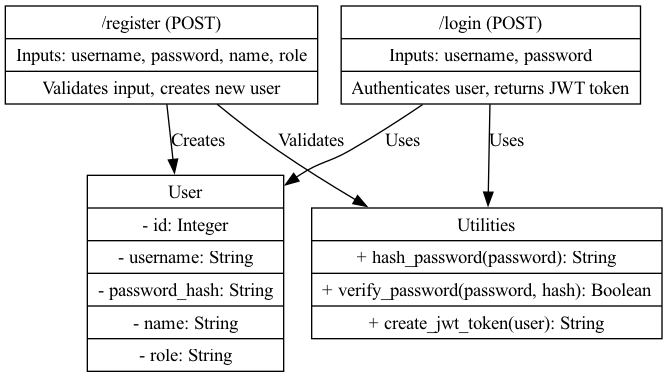 /register (POST)
Inputs: username, password, name, role
Validates input, creates new user
/login (POST)
Inputs: username, password
Authenticates user, returns JWT token
Creates
Validates
Uses
Uses
User
- id: Integer
- username: String
- password_hash: String
- name: String
- role: String
Utilities
+ hash_password(password): String
+ verify_password(password, hash): Boolean
+ create_jwt_token(user): String